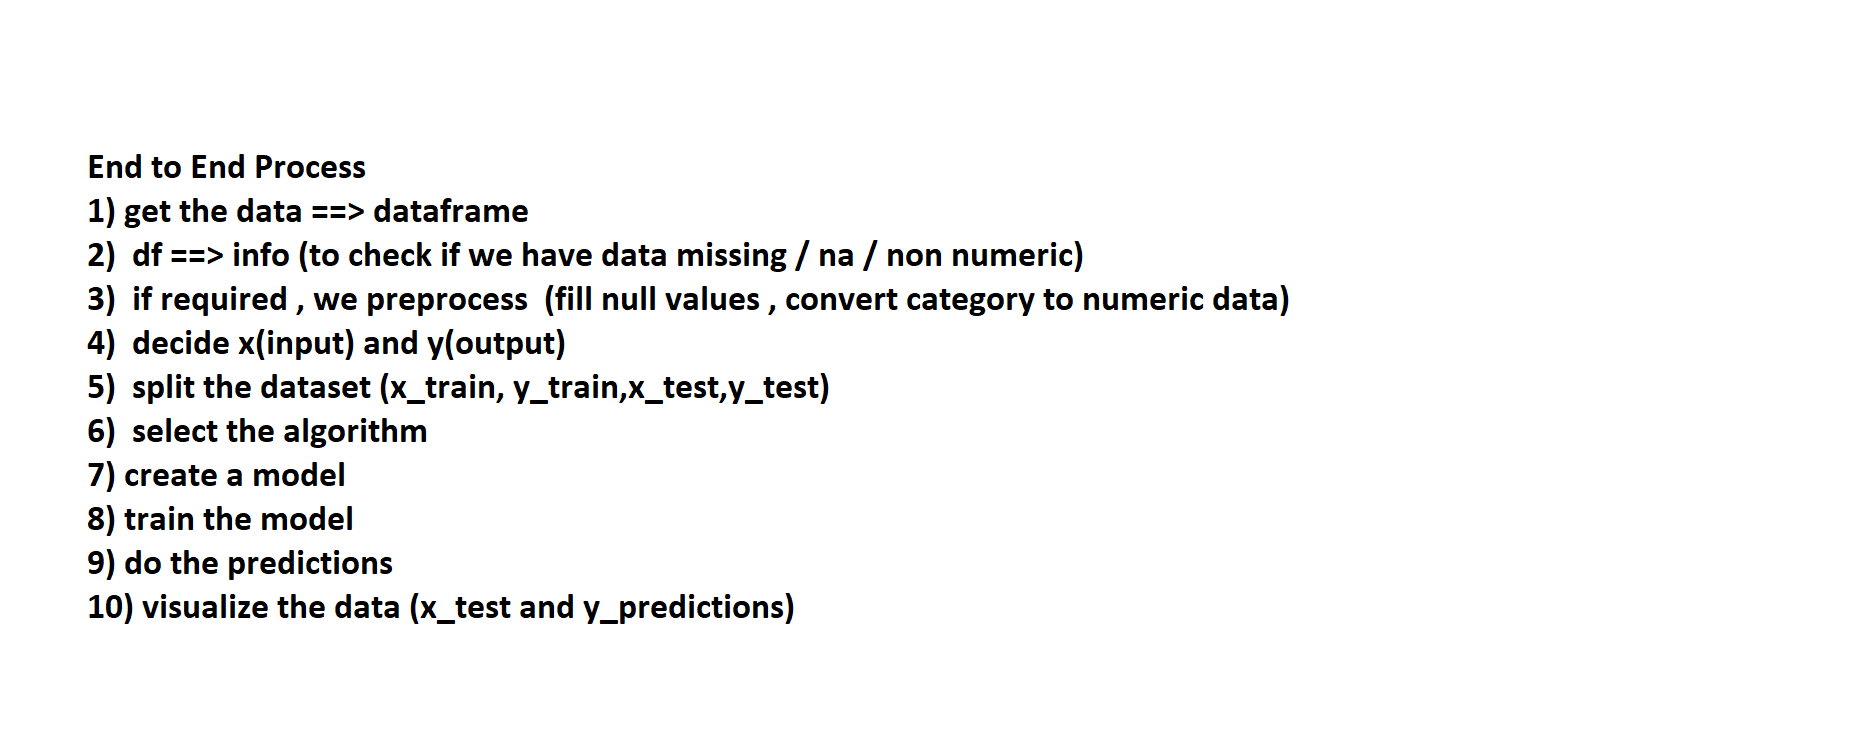 End to End Process
1) get the data ==> dataframe
2)  df ==> info (to check if we have data missing / na / non numeric)
3)  if required , we preprocess  (fill null values , convert category to numeric data)
4)  decide x(input) and y(output)
5)  split the dataset (x_train, y_train,x_test,y_test)
6)  select the algorithm
7) create a model
8) train the model
9) do the predictions
10) visualize the data (x_test and y_predictions)